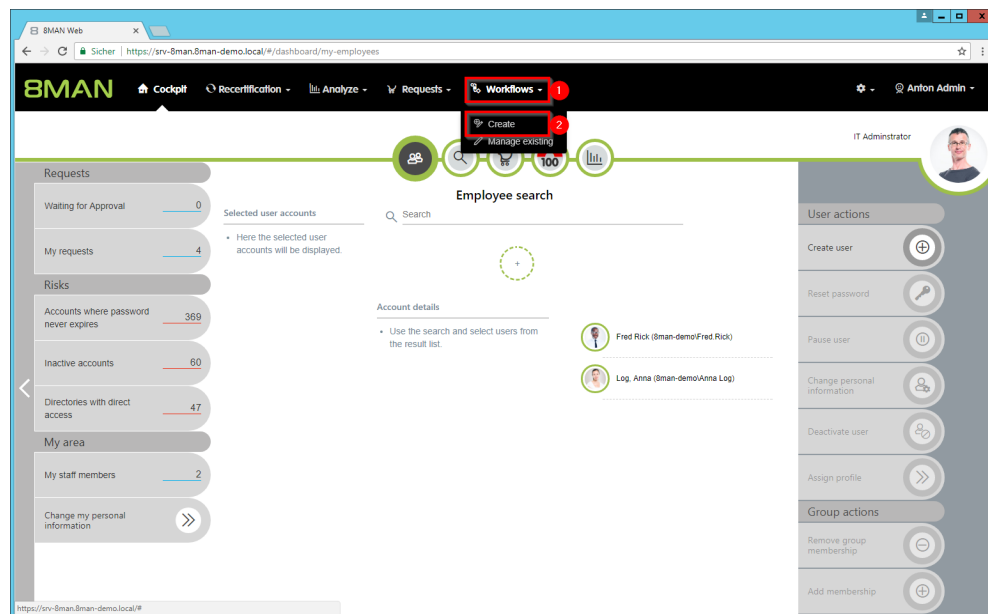 8MAN Web
Sicher
https://srv-8man.8man-demo.local/#/dashboard/my-employees
8MAN
Cockpit
Recertification
Analyze
Requests
Workflows
1
Anton Admin
Create
2
Manage existing
IT Adminstrator
100
Requests
Employee search
Waiting for Approval
0
Selected user accounts
Search
User actions
My requests
4
Here the selected user
accounts will be displayed.
Create user
Risks
Reset password
Accounts where password
never expires
369
Account details
Use the search and select users from
the result list.
Fred Rick (8man-demo\Fred.Rick)
Pause user
Inactive accounts
60
Log, Anna (8man-demo\Anna Log)
Change personal
information
Directories with direct
access
47
Deactivate user
My area
My staff members
2
Assign profile
Change my personal
information
Group actions
Remove group
membership
Add membership
https://srv-8man.8man-demo.local/#